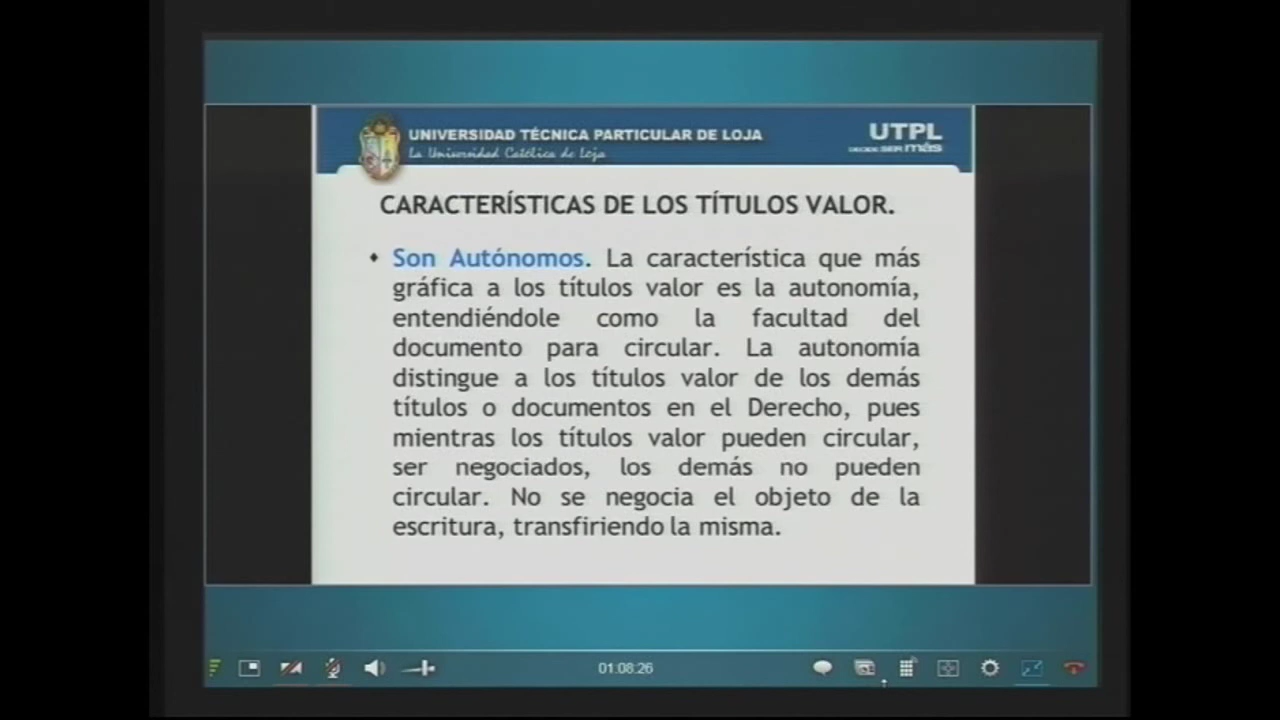 UNIVERSIDAD TÉCNICA PARTICULAR DE LOJA
La Universidad Católica de Loja
UTPL
DECIDE SER más
CARACTERÍSTICAS DE LOS TÍTULOS VALOR.
Son Autónomos. La característica que más
gráfica a los títulos valor es la autonomía,
entendiéndole como la facultad del
documento para circular. La autonomía
distingue a los títulos valor de los demás
títulos o documentos en el Derecho, pues
mientras los títulos valor pueden circular,
ser negociados, los demás no pueden
circular. No se negocia el objeto de la
escritura, transfiriendo la misma.
01:08:26